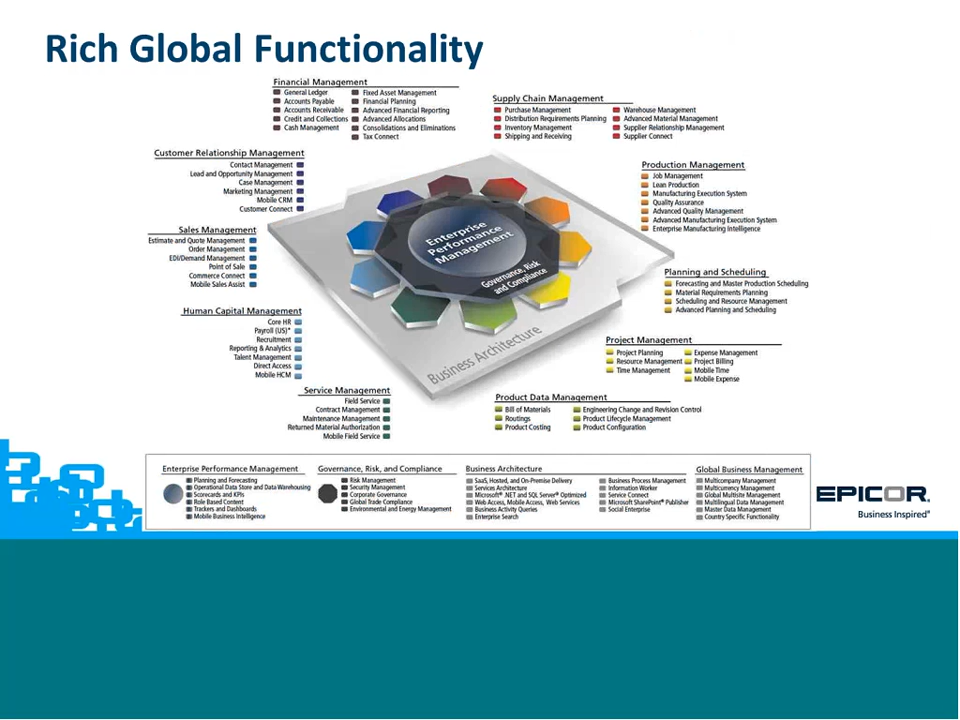 Rich Global Functionality
Financial Management
General Ledger
Accounts Payable
Accounts Receivable
Credit and Collections
Cash Management
Fixed Asset Management
Financial Planning
Advanced Financial Reporting
Advanced Allocations
Consolidations and Eliminations
Tax Connect
Supply Chain Management
Purchase Management
Distribution Requirements Planning
Inventory Management
Shipping and Receiving
Warehouse Management
Advanced Material Management
Supplier Relationship Management
Supplier Connect
Customer Relationship Management
Contact Management
Lead and Opportunity Management
Case Management
Marketing Management
Mobile CRM
Customer Connect
Production Management
Job Management
Lean Production
Manufacturing Execution System
Quality Assurance
Advanced Quality Management
Advanced Manufacturing Execution System
Enterprise Manufacturing Intelligence
Sales Management
Estimate and Quote Management
Order Management
EDI/Demand Management
Point of Sale
Commerce Connect
Mobile Sales Assist
Enterprise
Performance
Management
Governance, Risk
and Compliance
Business Architecture
Planning and Scheduling
Forecasting and Master Production Scheduling
Material Requirements Planning
Scheduling and Resource Management
Advanced Planning and Scheduling
Human Capital Management
Core HR
Payroll (US)*
Recruitment
Reporting & Analytics
Talent Management
Direct Access
Mobile HCM
Project Management
Project Planning
Resource Management
Time Management
Expense Management
Project Billing
Mobile Time
Mobile Expense
Service Management
Field Service
Contract Management
Maintenance Management
Returned Material Authorization
Mobile Field Service
Product Data Management
Bill of Materials
Routings
Product Costing
Engineering Change and Revision Control
Product Lifecycle Management
Product Configuration
Enterprise Performance Management
Planning and Forecasting
Operational Data Store and Data Warehousing
Scorecards and KPIs
Role Based Content
Trackers and Dashboards
Mobile Business Intelligence
Governance, Risk, and Compliance
Risk Management
Security Management
Corporate Governance
Global Trade Compliance
Environmental and Energy Management
Business Architecture
SaaS, Hosted, and On-Premise Delivery
Services Architecture
Microsoft® .NET and SQL Server® Optimized
Web Access, Mobile Access, Web Services
Business Activity Queries
Enterprise Search
Business Process Management
Information Worker
Service Connect
Microsoft SharePoint® Publisher
Social Enterprise
Global Business Management
Multicompany Management
Multicurrency Management
Global Multisite Management
Multilingual Data Management
Master Data Management
Country Specific Functionality
EPICOR.
Business Inspired™